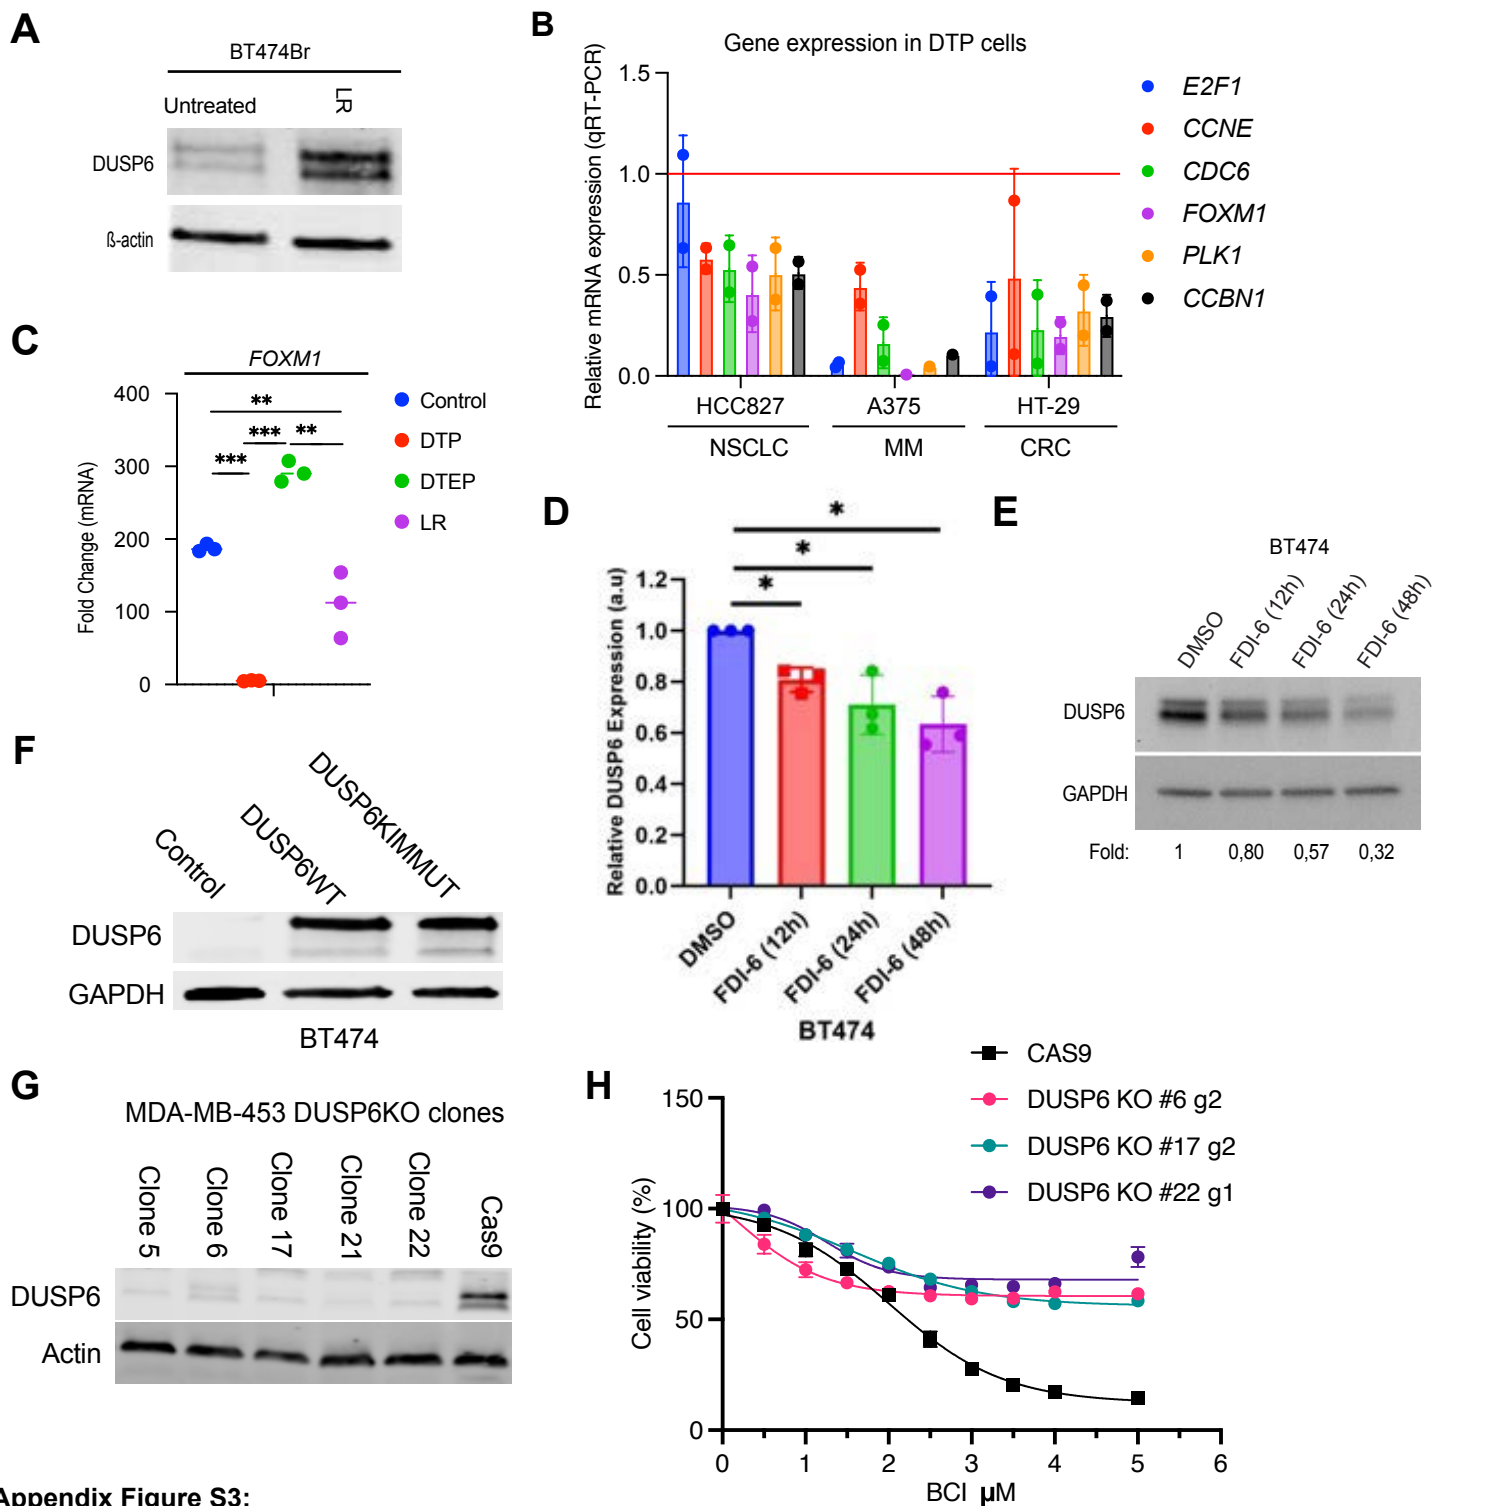 A
BT474Br
Untreated
LR
DUSP6
ß-actin
B
Gene expression in DTP cells
Relative mRNA expression (qRT-PCR)
1.5
1.0
0.5
0.0
HCC827
A375
HT-29
NSCLC
MM
CRC
E2F1
CCNE
CDC6
FOXM1
PLK1
CCBN1
C
FOXM1
Fold Change (mRNA)
400
300
200
100
0
**
*** **
***
Control
DTP
DTEP
LR
D
Relative DUSP6 Expression (a.u)
1.2
1.0
0.8
0.6
0.4
0.2
0.0
*
*
*
DMSO
FDI-6 (12h)
FDI-6 (24h)
FDI-6 (48h)
BT474
E
BT474
DMSO
FDI-6 (12h)
FDI-6 (24h)
FDI-6 (48h)
DUSP6
GAPDH
Fold: 1 0,80 0,57 0,32
F
Control
DUSP6WT
DUSP6KIMMUT
DUSP6
GAPDH
BT474
G
MDA-MB-453 DUSP6KO clones
Clone 5
Clone 6
Clone 17
Clone 21
Clone 22
Cas9
DUSP6
Actin
H
CAS9
DUSP6 KO #6 g2
DUSP6 KO #17 g2
DUSP6 KO #22 g1
Cell viability (%)
150
100
50
0
0 1 2 3 4 5 6
BCI µM
Appendix Figure S3: